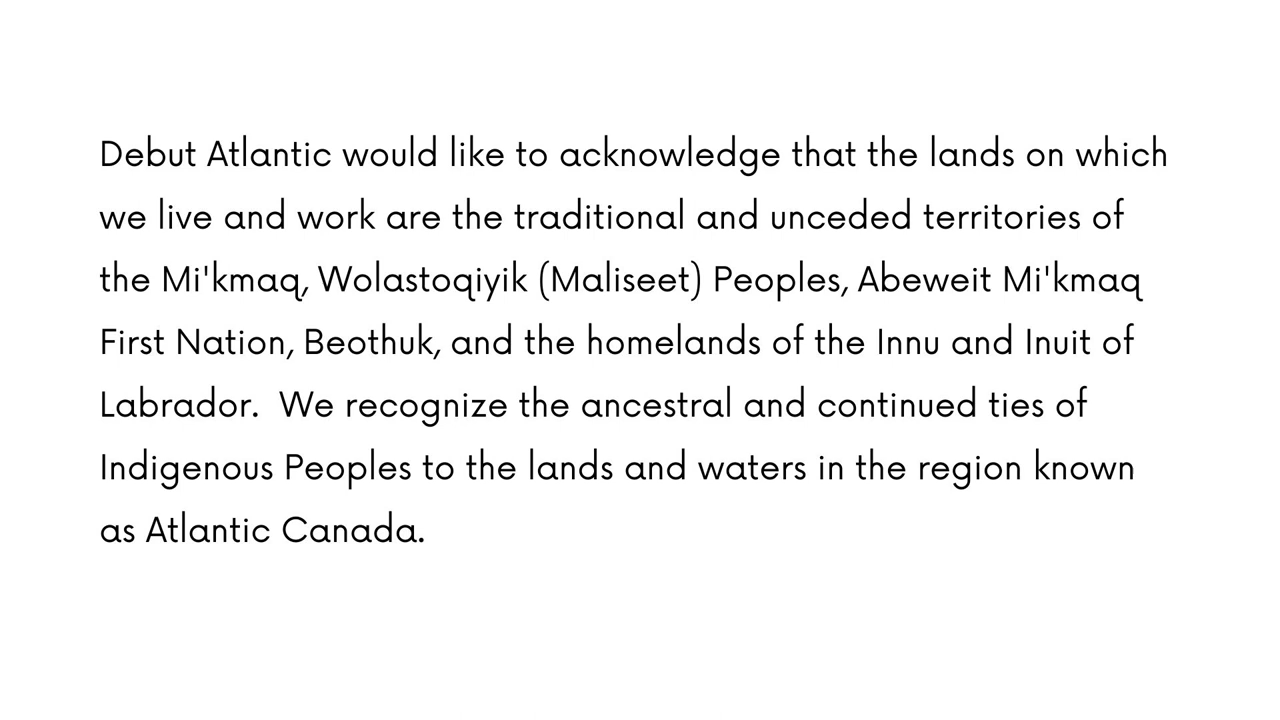 Debut Atlantic would like to acknowledge that the lands on which
we live and work are the traditional and unceded territories of
the Mi'kmaq, Wolastoqiyik (Maliseet) Peoples, Abeweit Mi'kmaq
First Nation, Beothuk, and the homelands of the Innu and Inuit of
Labrador.  We recognize the ancestral and continued ties of
Indigenous Peoples to the lands and waters in the region known
as Atlantic Canada.